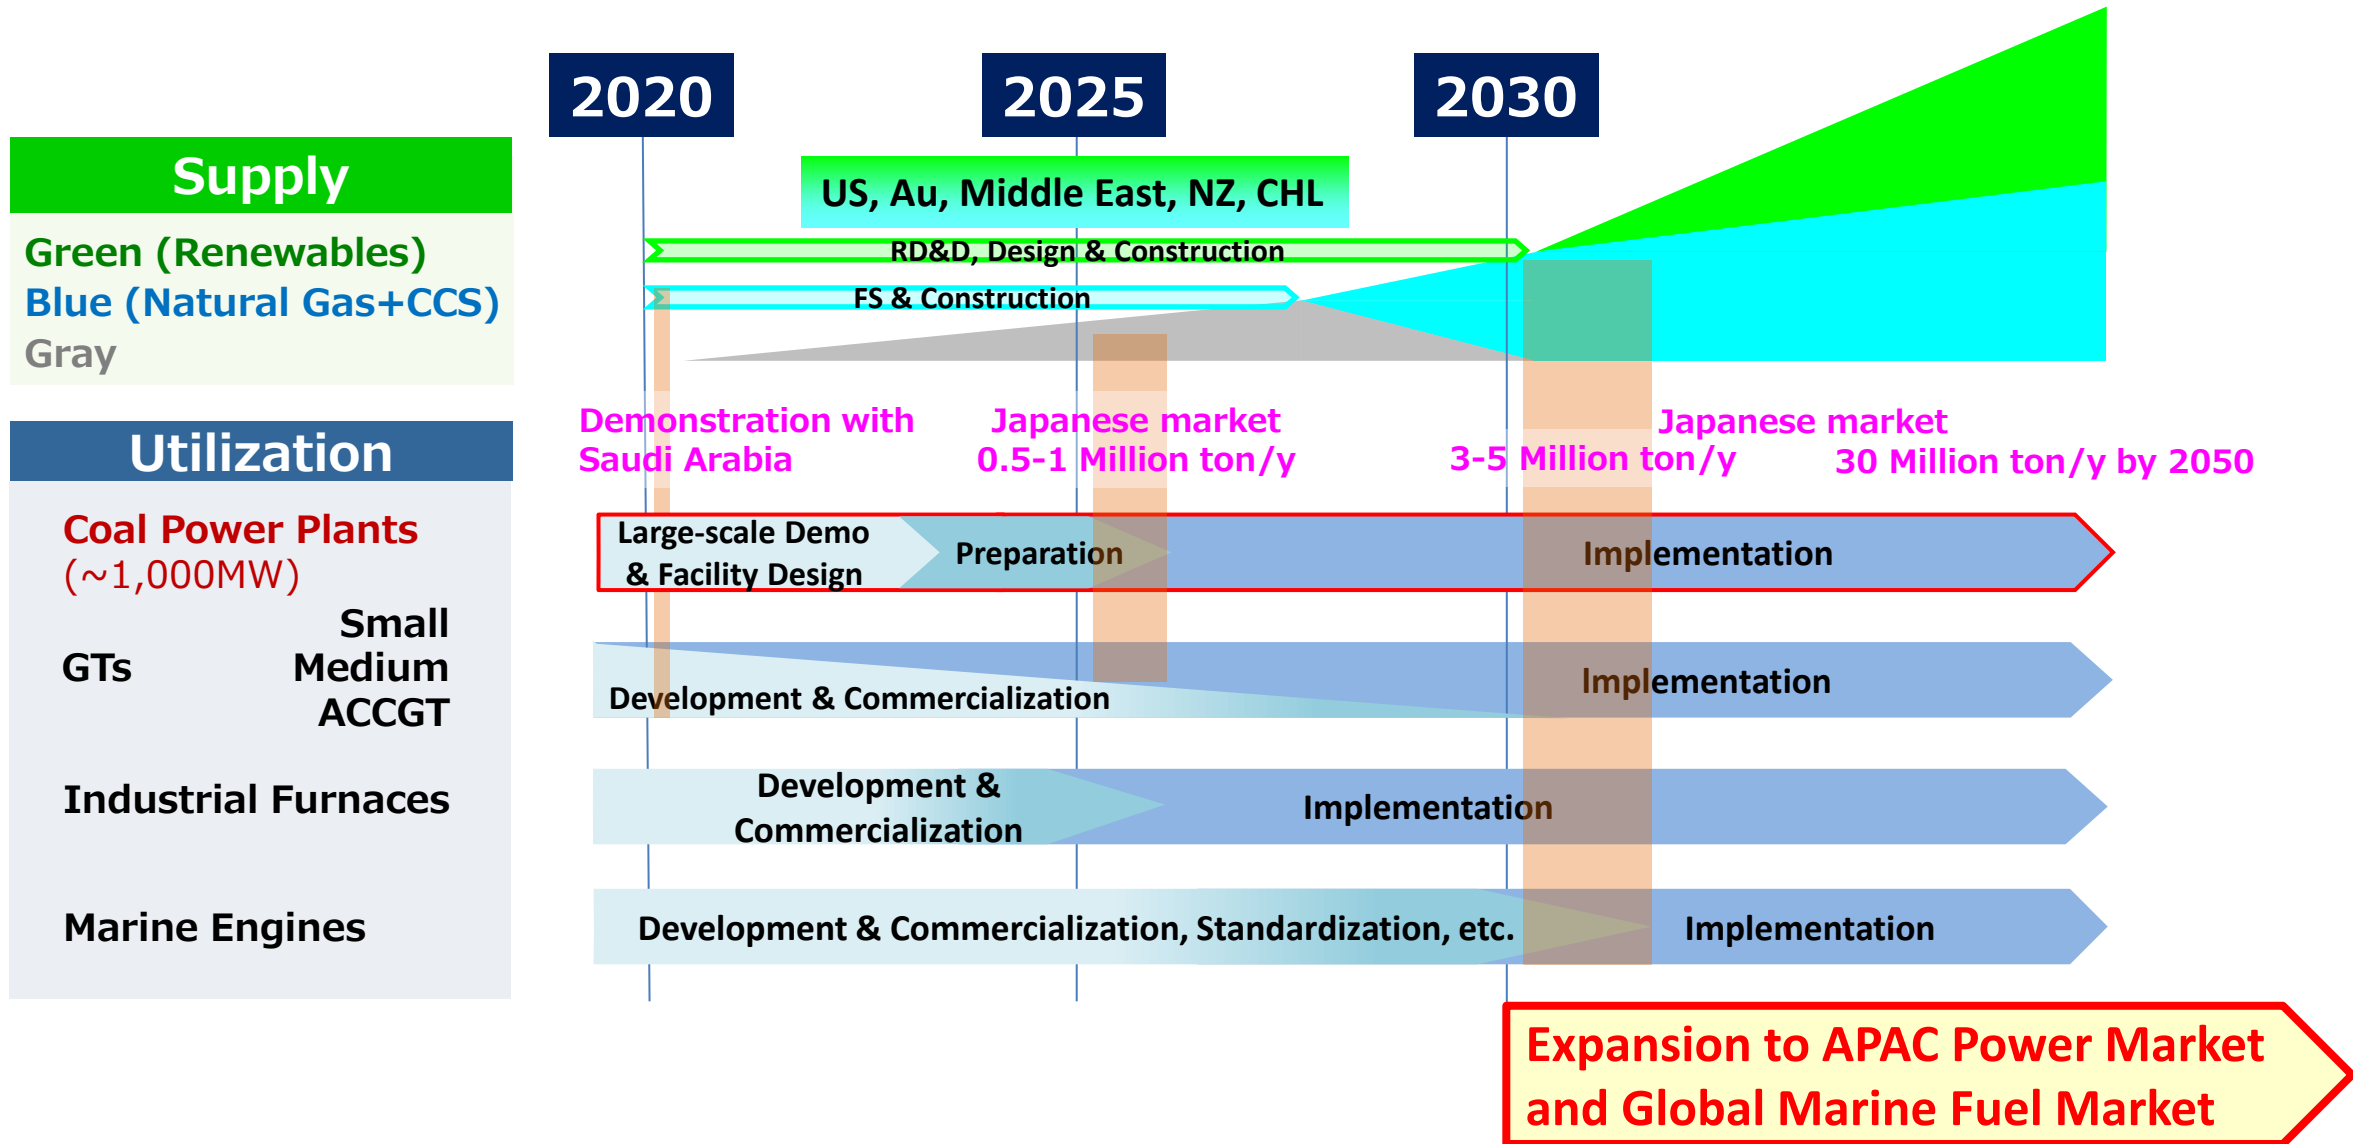 2020
2025
2030
Supply
US, Au, Middle East, NZ, CHL
Green (Renewables)
RD&D, Design & Construction
Blue (Natural Gas+CCS)
FS & Construction
Gray
Demonstration with
Saudi Arabia
Japanese market
0.5-1 Million ton/y
Japanese market
3-5 Million ton/y
30 Million ton/y by 2050
Utilization
Coal Power Plants
(~1,000MW)
Large-scale Demo
& Facility Design
Preparation
Implementation
Small
GTs Medium
ACCGT
Development & Commercialization
Implementation
Industrial Furnaces
Development &
Commercialization
Implementation
Marine Engines
Development & Commercialization, Standardization, etc.
Implementation
Expansion to APAC Power Market
and Global Marine Fuel Market